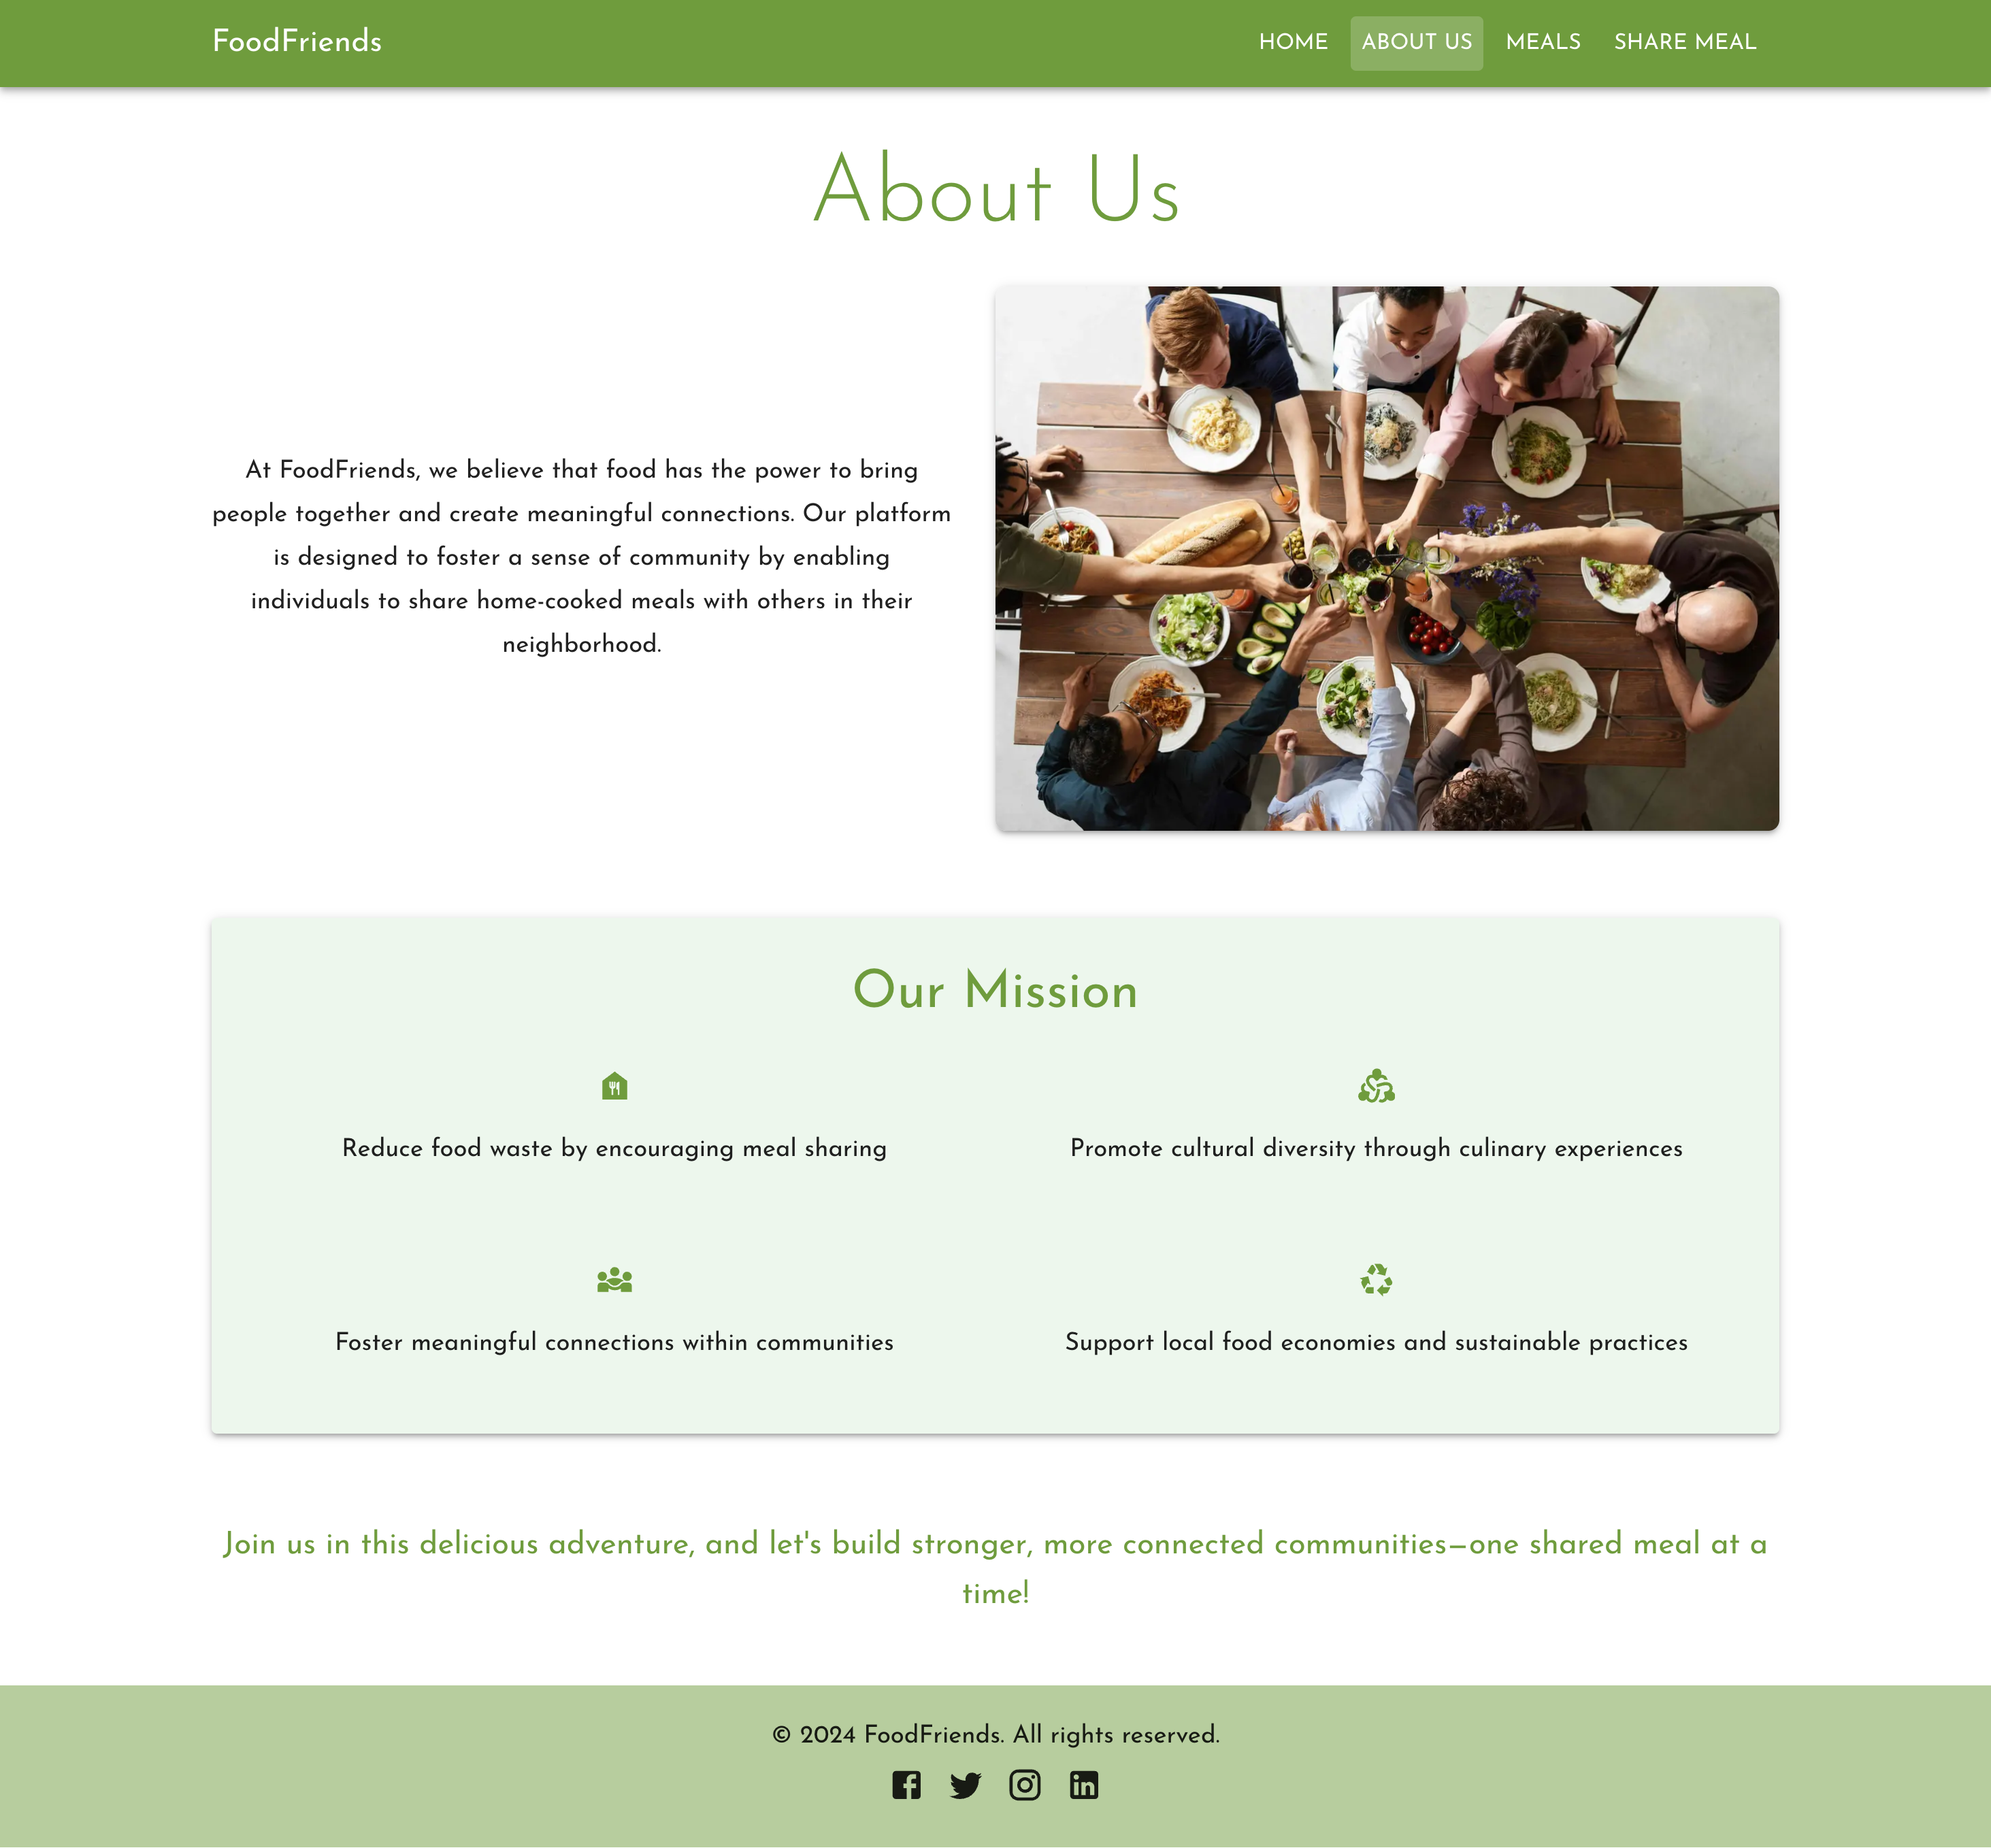 FoodFriends
HOME ABOUT US MEALS SHARE MEAL
About Us
At FoodFriends, we believe that food has the power to bring
people together and create meaningful connections. Our platform
is designed to foster a sense of community by enabling
individuals to share home-cooked meals with others in their
neighborhood.
Our Mission
Reduce food waste by encouraging meal sharing
Promote cultural diversity through culinary experiences
Foster meaningful connections within communities
Support local food economies and sustainable practices
Join us in this delicious adventure, and let's build stronger, more connected communities—one shared meal at a
time!
© 2024 FoodFriends. All rights reserved.